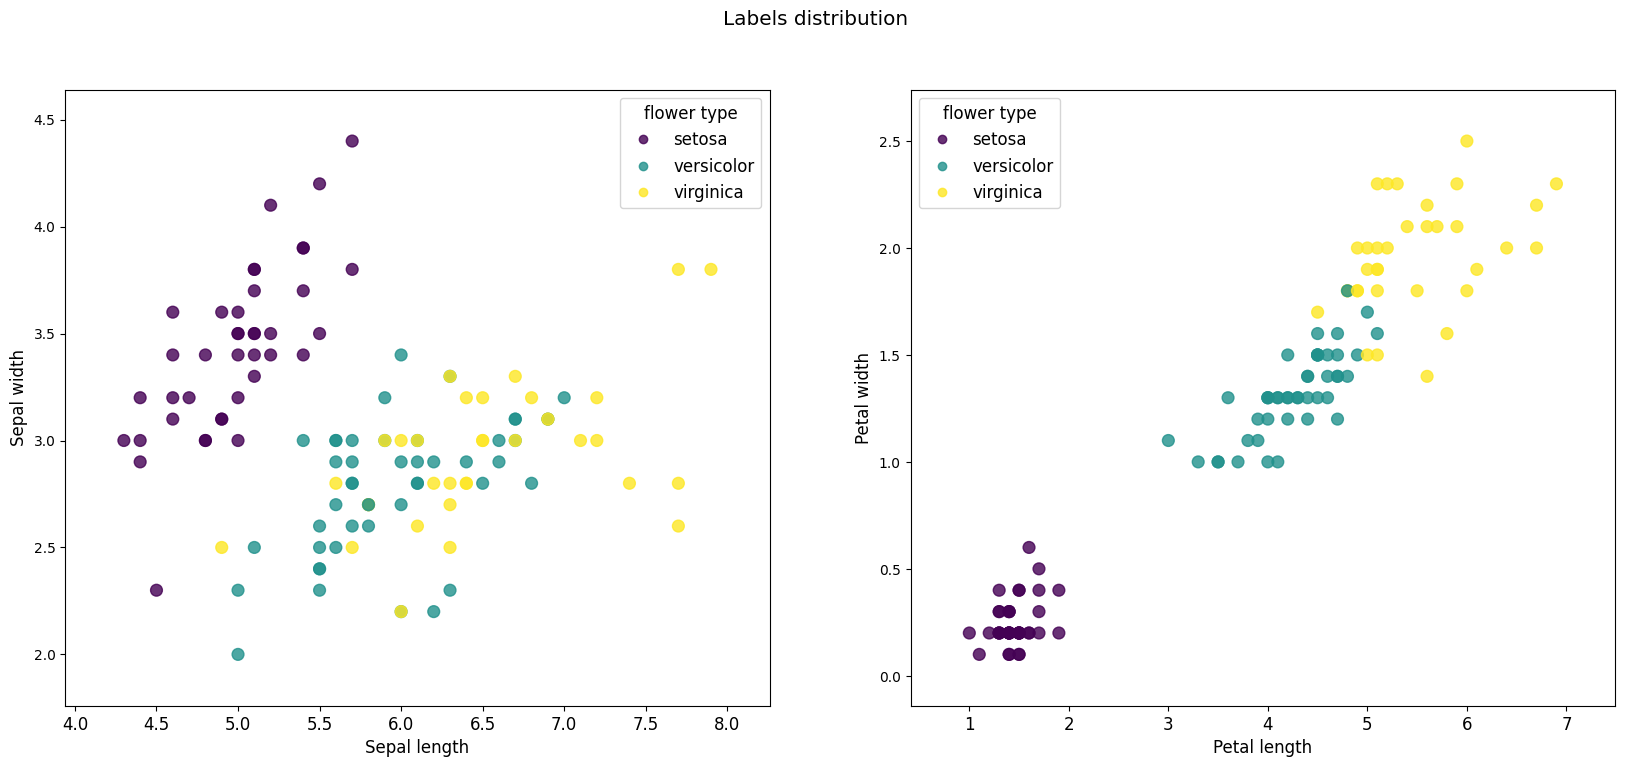 Labels distribution
flower type
setosa
versicolor
virginica
4.5
4.0
3.5
3.0
2.5
2.0
Sepal width
4.0 4.5 5.0 5.5 6.0 6.5 7.0 7.5 8.0
Sepal length
flower type
setosa
versicolor
virginica
2.5
2.0
1.5
1.0
0.5
0.0
Petal width
1 2 3 4 5 6 7
Petal length